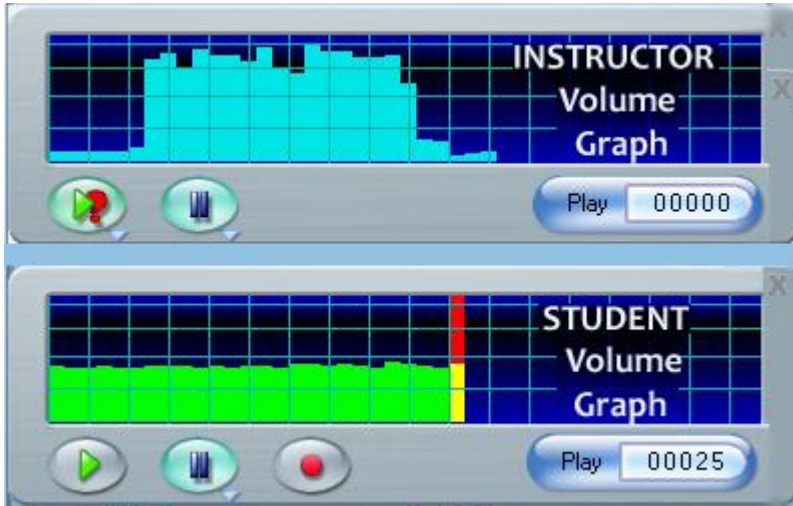 INSTRUCTOR
Volume
Graph
Play 00000
STUDENT
Volume
Graph
Play 00025